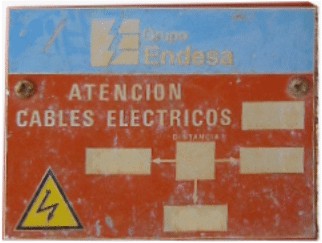 Grupo
Endesa
ATENCION
CABLES ELECTRICOS
DISTANCIAS